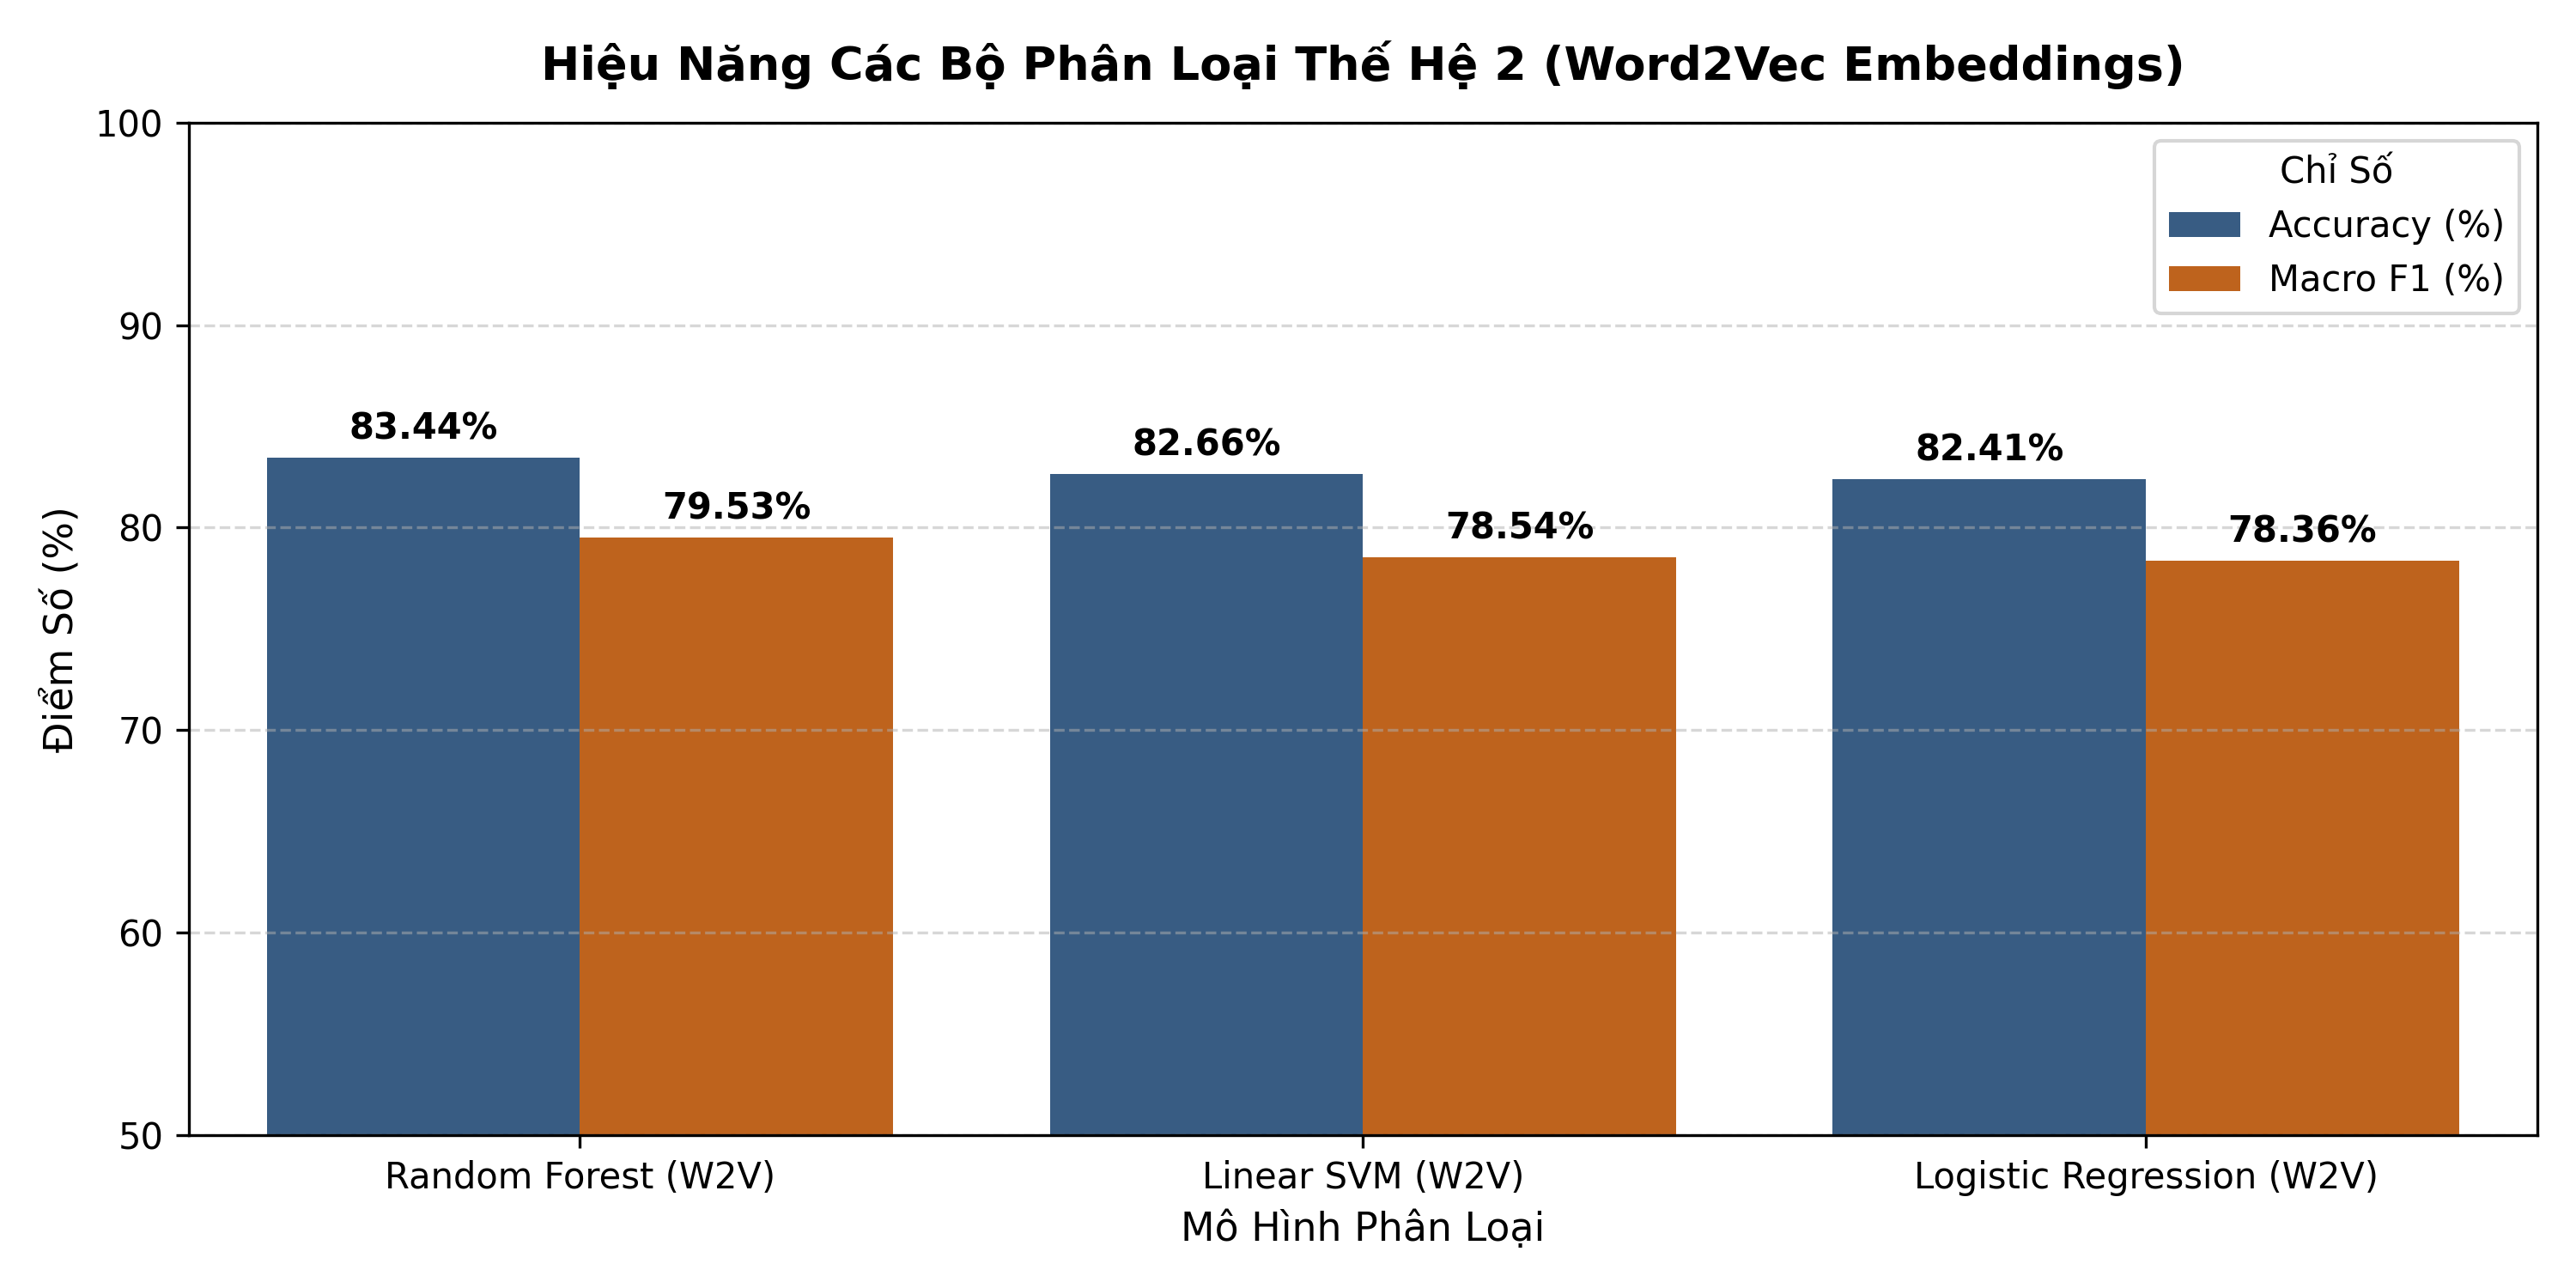 Hiệu Năng Các Bộ Phân Loại Thế Hệ 2 (Word2Vec Embeddings)
Điểm Số (%)
100
90
80
70
60
50
Chỉ Số
Accuracy (%)
Macro F1 (%)
83.44%
79.53%
82.66%
78.54%
82.41%
78.36%
Random Forest (W2V)
Linear SVM (W2V)
Logistic Regression (W2V)
Mô Hình Phân Loại